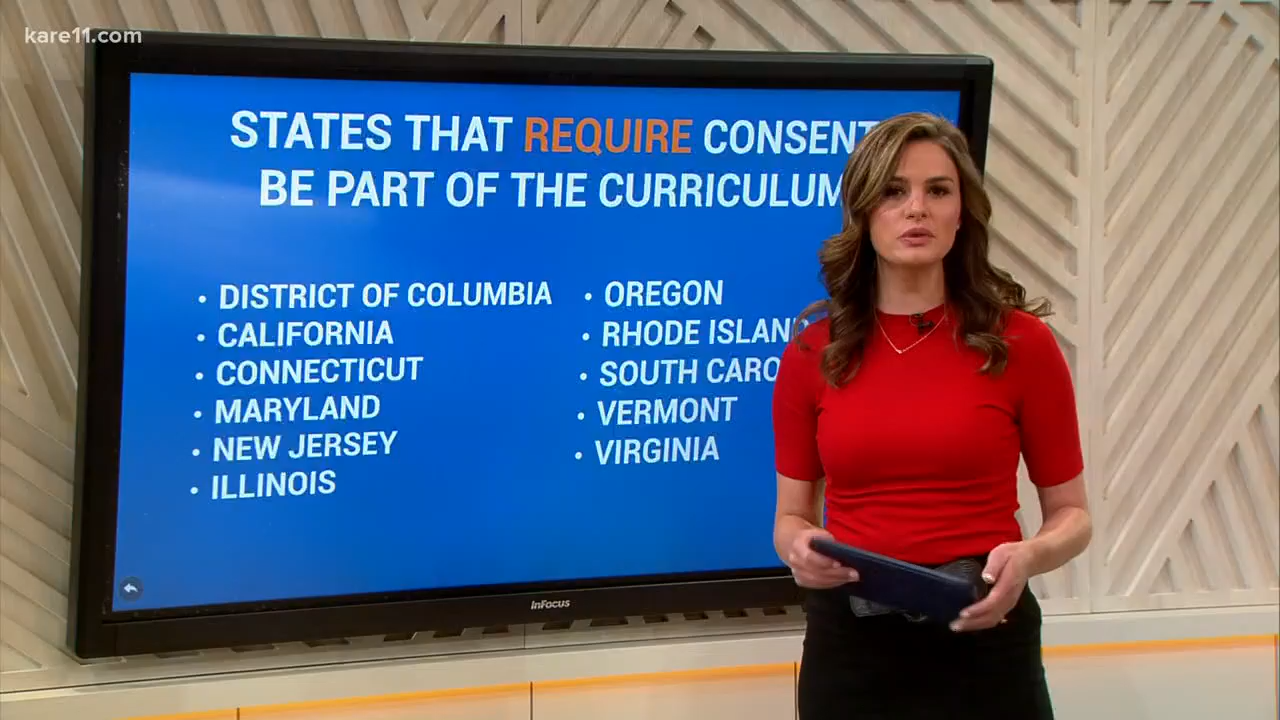 kare11.com
STATES THAT REQUIRE CONSENT
BE PART OF THE CURRICULUM
• DISTRICT OF COLUMBIA
• CALIFORNIA
• CONNECTICUT
• MARYLAND
• NEW JERSEY
• ILLINOIS
• OREGON
• RHODE ISLAND
• SOUTH CARO
• VERMONT
• VIRGINIA
InFocus